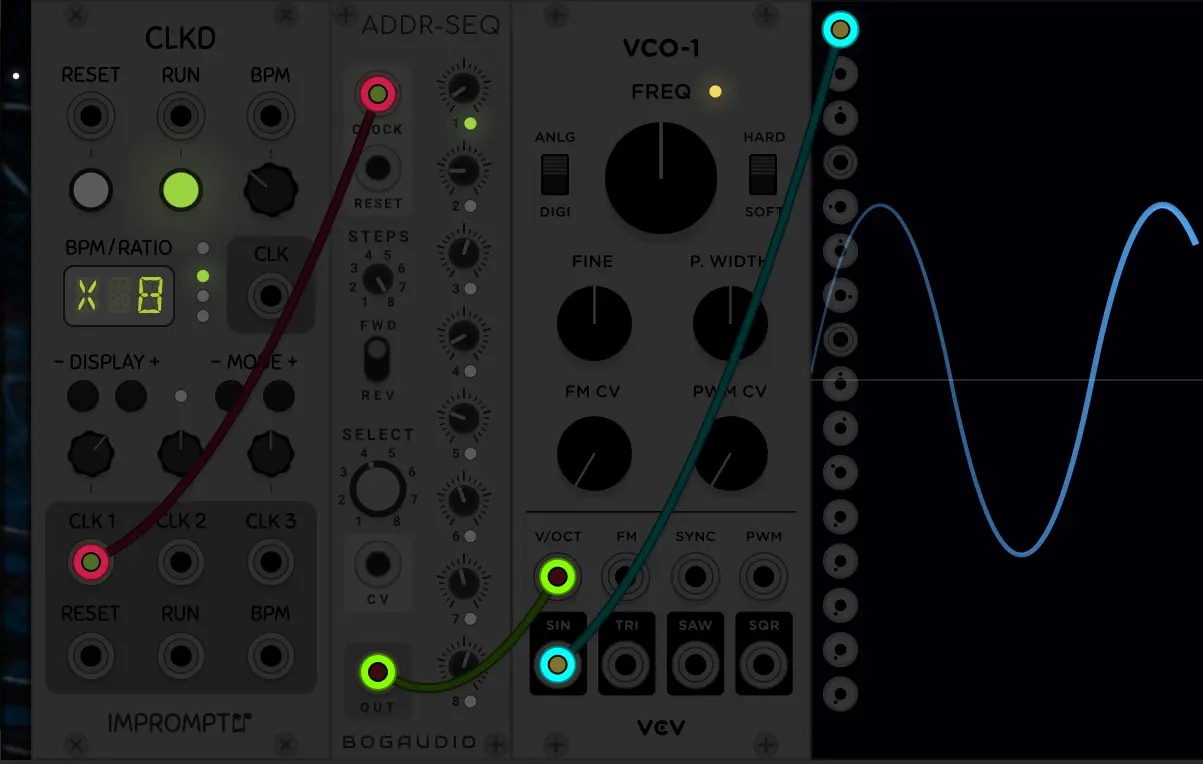 CLKD
RESET RUN BPM
BPM/RATIO
CLK
X 8
- DISPLAY + - MODE +
CLK 1 CLK 2 CLK 3
RESET RUN BPM
IMPROMPTU
ADDR-SEQ
CLOCK
RESET
STEPS
1 2 3 4 5 6 7 8
FWD
REV
SELECT
1 2 3 4 5 6 7 8
CV
OUT
BOGAUDIO
1
2
3
4
5
6
7
8
VCO-1
FREQ
ANLG HARD
DIGI SOFT
FINE P. WIDTH
FM CV PWM CV
V/OCT FM SYNC PWM
SIN TRI SAW SQR
VCV